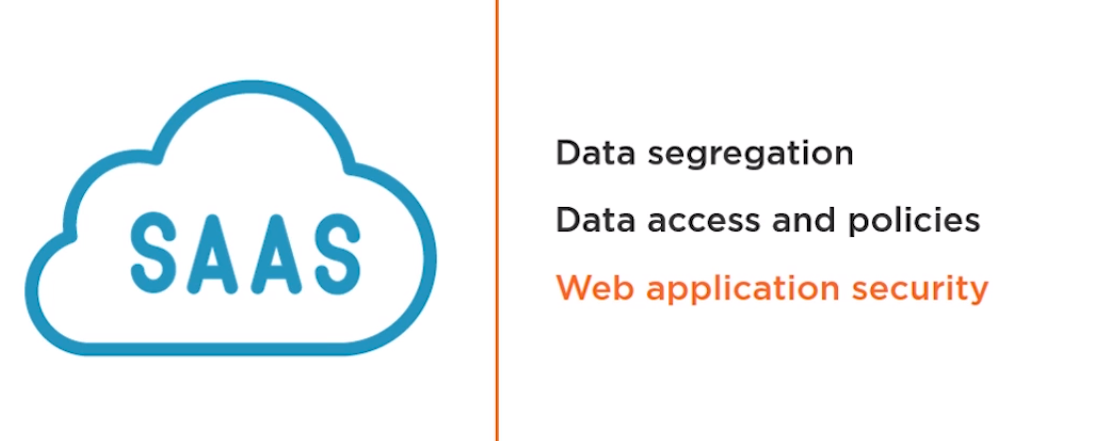 SAAS
Data segregation
Data access and policies
Web application security